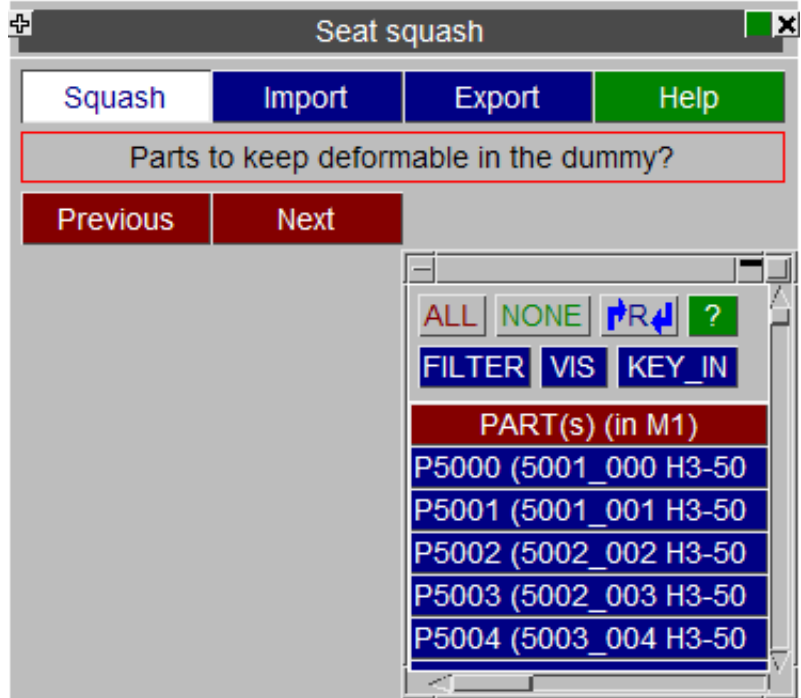 Seat squash
Squash Import Export Help
Parts to keep deformable in the dummy?
Previous Next
ALL NONE R ?
FILTER VIS KEY_IN
PART(s) (in M1)
P5000 (5001_000 H3-50
P5001 (5001_001 H3-50
P5002 (5002_002 H3-50
P5003 (5002_003 H3-50
P5004 (5003_004 H3-50